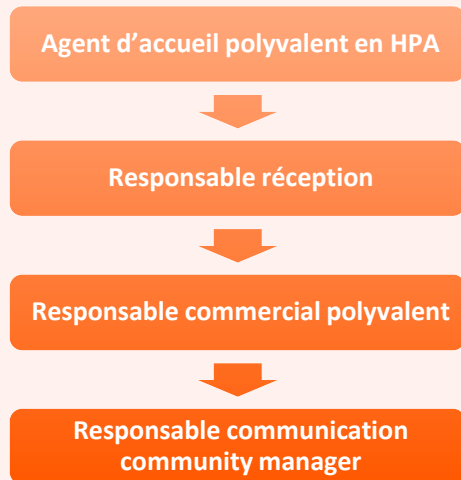 Agent d’accueil polyvalent en HPA
Responsable réception
Responsable commercial polyvalent
Responsable communication
community manager